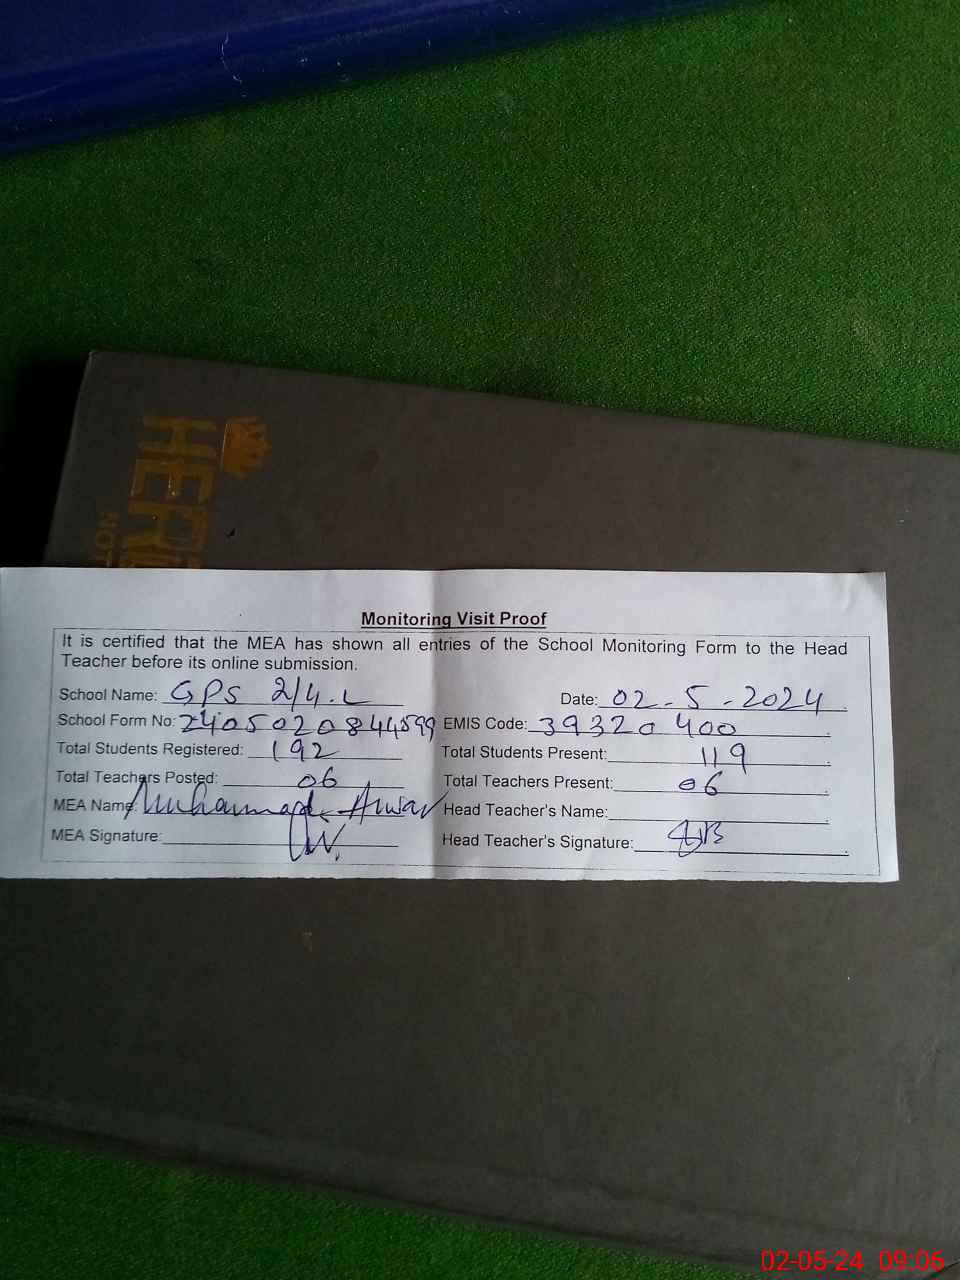 HER
Monitoring Visit Proof
It is certified that the MEA has shown all entries of the School Monitoring Form to the Head
Teacher before its online submission.
School Name: GPS 2/4.L Date: 02-5-2024
School Form No: 2405020844599 EMIS Code: 39320400
Total Students Registered: 192 Total Students Present: 119
Total Teachers Posted: 06 Total Teachers Present: 06
MEA Name: Muhammad Head Teacher's Name:
MEA Signature: Head Teacher's Signature:
02-05-24 09:06